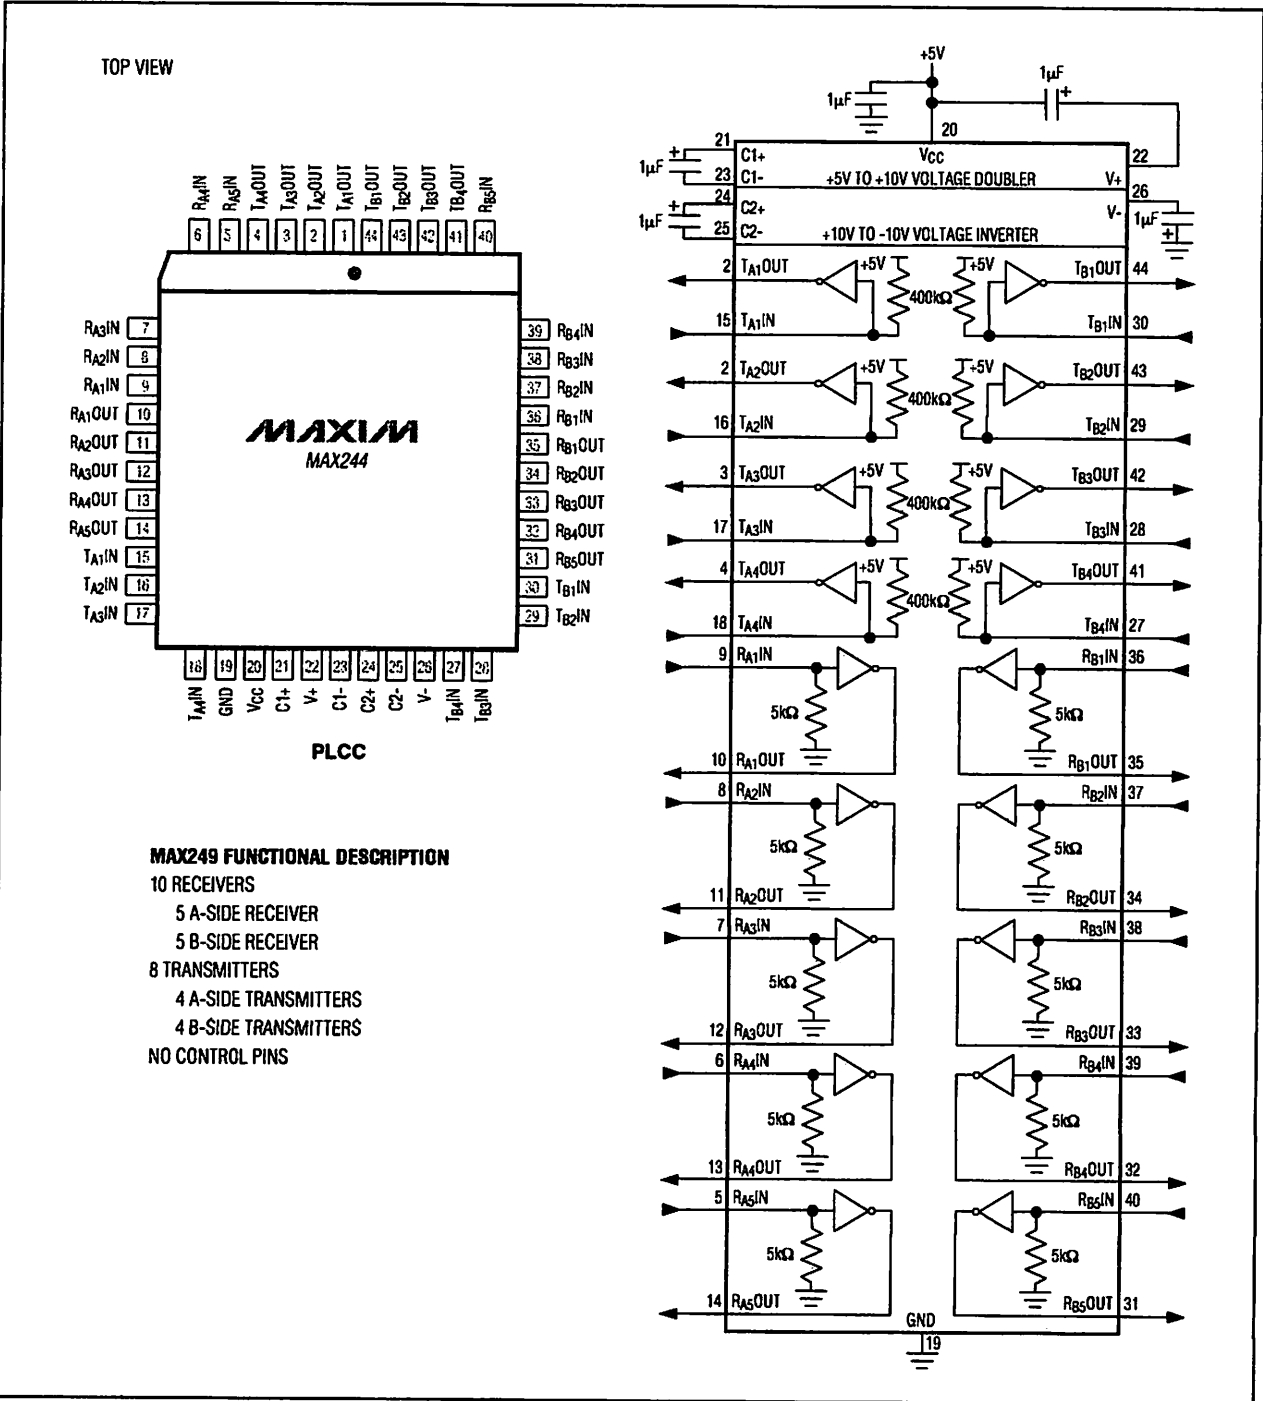 TOP VIEW
RA4IN RA5IN TA4OUT TA3OUT TA2OUT TA1OUT TB1OUT TB2OUT TB3OUT TB4OUT RB5IN
6 5 4 3 2 1 44 43 42 41 40
RA3IN 7
RA2IN 8
RA1IN 9
RA1OUT 10
RA2OUT 11
RA3OUT 12
RA4OUT 13
RA5OUT 14
TA1IN 15
TA2IN 16
TA3IN 17
39 RB4IN
38 RB3IN
37 RB2IN
36 RB1IN
35 RB1OUT
34 RB2OUT
33 RB3OUT
32 RB4OUT
31 RB5OUT
30 TB1IN
29 TB2IN
MAXIM
MAX244
18 19 20 21 22 23 24 25 26 27 28
TA4IN GND VCC C1+ V+ C1- C2+ C2- V- TB4IN TB3IN
PLCC
MAX249 FUNCTIONAL DESCRIPTION
10 RECEIVERS
5 A-SIDE RECEIVER
5 B-SIDE RECEIVER
8 TRANSMITTERS
4 A-SIDE TRANSMITTERS
4 B-SIDE TRANSMITTERS
NO CONTROL PINS
+5V
1µF
1µF +
20
21 C1+ VCC 22
1µF +
23 C1- +5V TO +10V VOLTAGE DOUBLER V+
24 C2+ 26
1µF +
V- 1µF +
25 C2- +10V TO -10V VOLTAGE INVERTER
2 TA1OUT +5V +5V TB1OUT 44
400kΩ
15 TA1IN TB1IN 30
2 TA2OUT +5V +5V TB2OUT 43
400kΩ
16 TA2IN TB2IN 29
3 TA3OUT +5V +5V TB3OUT 42
400kΩ
17 TA3IN TB3IN 28
4 TA4OUT +5V +5V TB4OUT 41
400kΩ
18 TA4IN TB4IN 27
9 RA1IN RB1IN 36
5kΩ 5kΩ
10 RA1OUT RB1OUT 35
8 RA2IN RB2IN 37
5kΩ 5kΩ
11 RA2OUT RB2OUT 34
7 RA3IN RB3IN 38
5kΩ 5kΩ
12 RA3OUT RB3OUT 33
6 RA4IN RB4IN 39
5kΩ 5kΩ
13 RA4OUT RB4OUT 32
5 RA5IN RB5IN 40
5kΩ 5kΩ
14 RA5OUT RB5OUT 31
GND
19